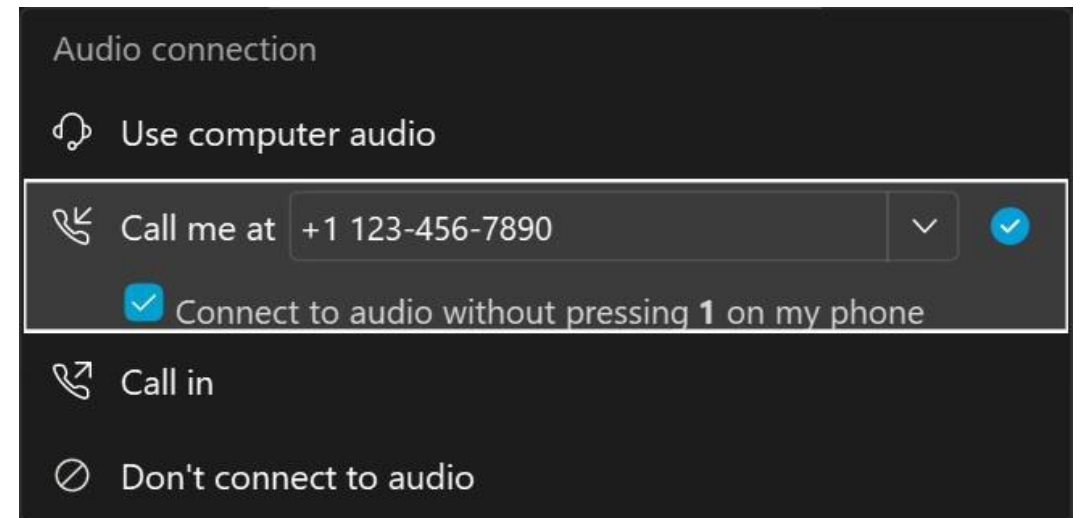 Audio connection
Use computer audio
Call me at +1 123-456-7890
Connect to audio without pressing 1 on my phone
Call in
Don't connect to audio